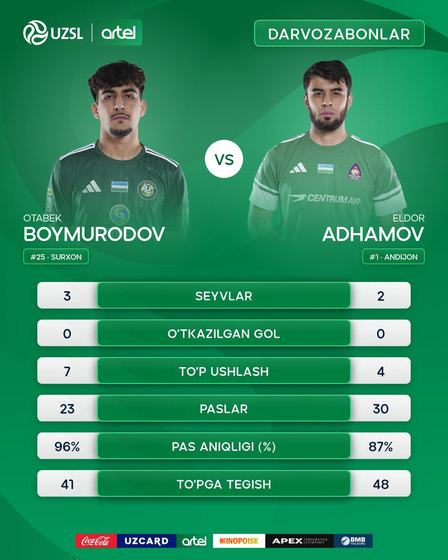 UZSL
artel
DARVOZABONLAR
VS
CENTRUM AIR
OTABEK
BOYMURODOV
#25 - SURXON
ELDOR
ADHAMOV
#1 - ANDIJON
3 SEYVLAR 2
0 O'TKAZILGAN GOL 0
7 TO'P USHLASH 4
23 PASLAR 30
96% PAS ANIQLIGI (%) 87%
41 TO'PGA TEGISH 48
Coca-Cola UZCARD artel KINOPOISK APEX BMB